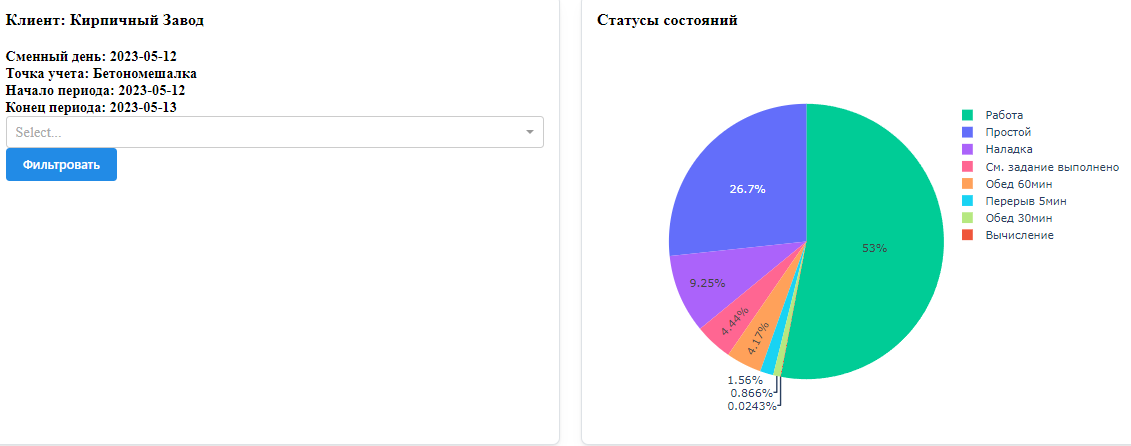 Клиент: Кирпичный Завод
Сменный день: 2023-05-12
Точка учета: Бетономешалка
Начало периода: 2023-05-12
Конец периода: 2023-05-13
Select...
Фильтровать
Статусы состояний
53%
26.7%
9.25%
4.44%
4.17%
1.56%
0.866%
0.0243%
Работа
Простой
Наладка
См. задание выполнено
Обед 60мин
Перерыв 5мин
Обед 30мин
Вычисление